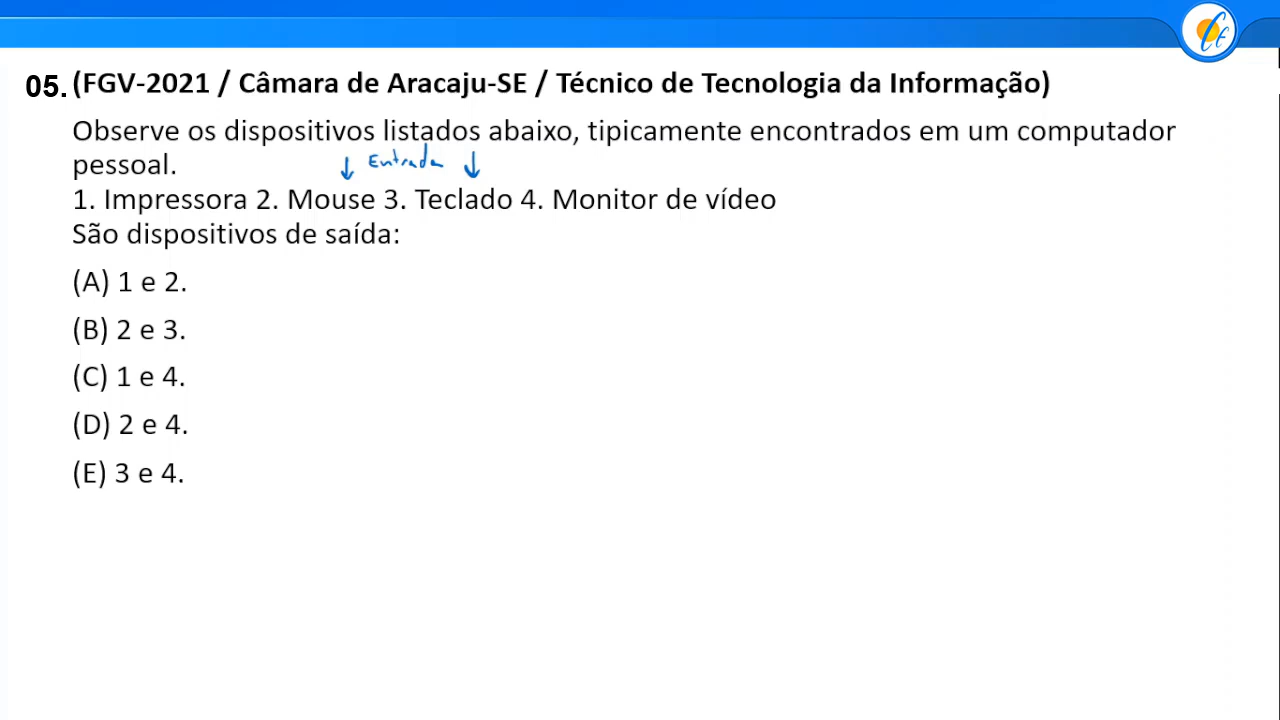 05. (FGV-2021 / Câmara de Aracaju-SE / Técnico de Tecnologia da Informação)
Observe os dispositivos listados abaixo, tipicamente encontrados em um computador
pessoal.
Entrada
1. Impressora 2. Mouse 3. Teclado 4. Monitor de vídeo
São dispositivos de saída:
(A) 1 e 2.
(B) 2 e 3.
(C) 1 e 4.
(D) 2 e 4.
(E) 3 e 4.